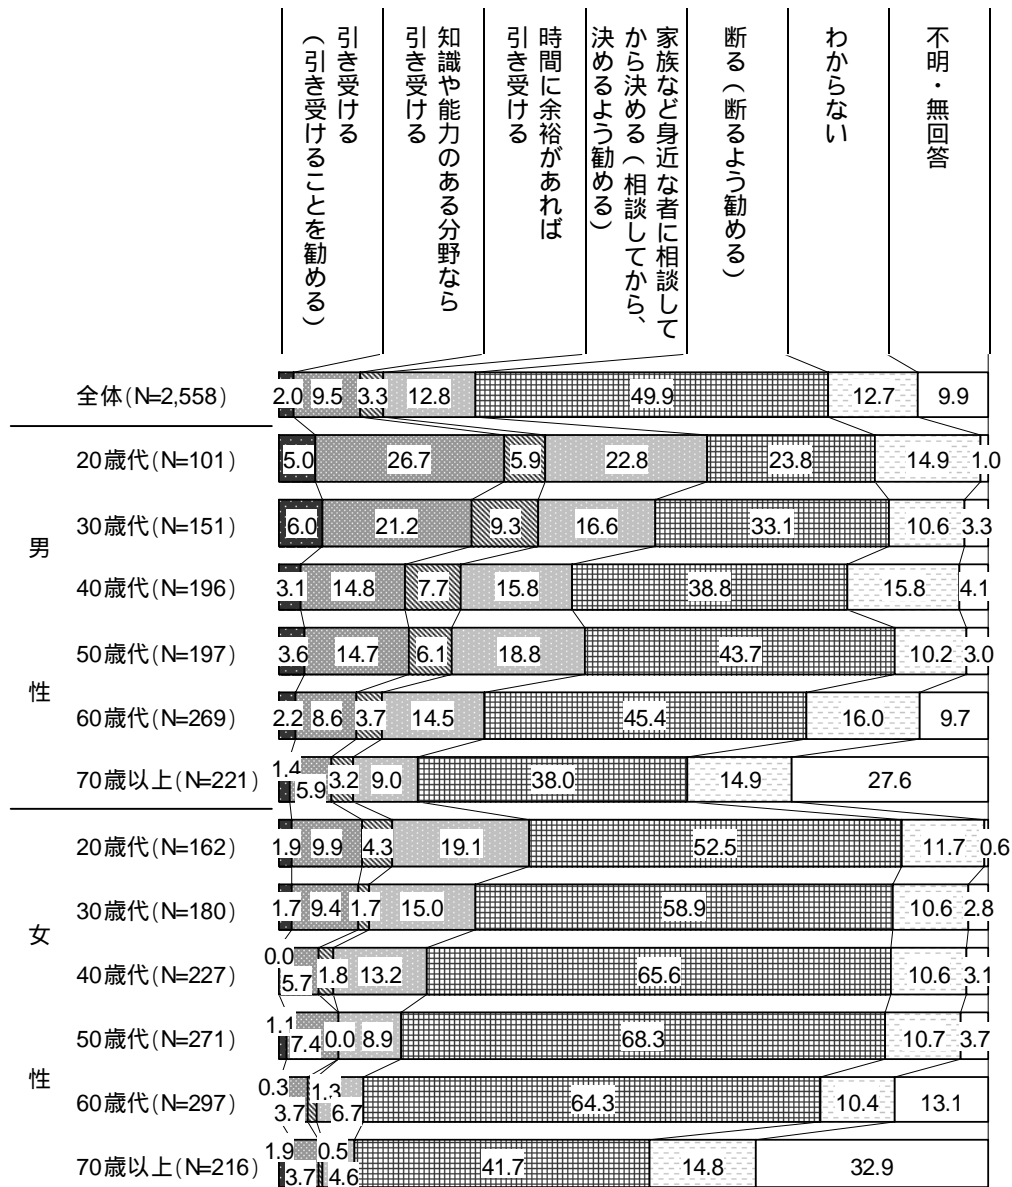 引き受ける
(引き受けることを勧める)
知識や能力のある分野なら
引き受ける
時間に余裕があれば
引き受ける
家族など身近な者に相談して
から決める(相談してから、
決めるよう勧める)
断る(断るよう勧める)
わからない
不明・無回答
全体(N=2,558) 2.0 9.5 3.3 12.8 49.9 12.7 9.9
男性
20歳代(N=101) 5.0 26.7 5.9 22.8 23.8 14.9 1.0
30歳代(N=151) 6.0 21.2 9.3 16.6 33.1 10.6 3.3
40歳代(N=196) 3.1 14.8 7.7 15.8 38.8 15.8 4.1
50歳代(N=197) 3.6 14.7 6.1 18.8 43.7 10.2 3.0
60歳代(N=269) 2.2 8.6 3.7 14.5 45.4 16.0 9.7
70歳以上(N=221) 1.4 5.9 3.2 9.0 38.0 14.9 27.6
女性
20歳代(N=162) 1.9 9.9 4.3 19.1 52.5 11.7 0.6
30歳代(N=180) 1.7 9.4 1.7 15.0 58.9 10.6 2.8
40歳代(N=227) 0.0 5.7 1.8 13.2 65.6 10.6 3.1
50歳代(N=271) 1.1 7.4 0.0 8.9 68.3 10.7 3.7
60歳代(N=297) 0.3 3.7 1.3 6.7 64.3 10.4 13.1
70歳以上(N=216) 1.9 3.7 0.5 4.6 41.7 14.8 32.9